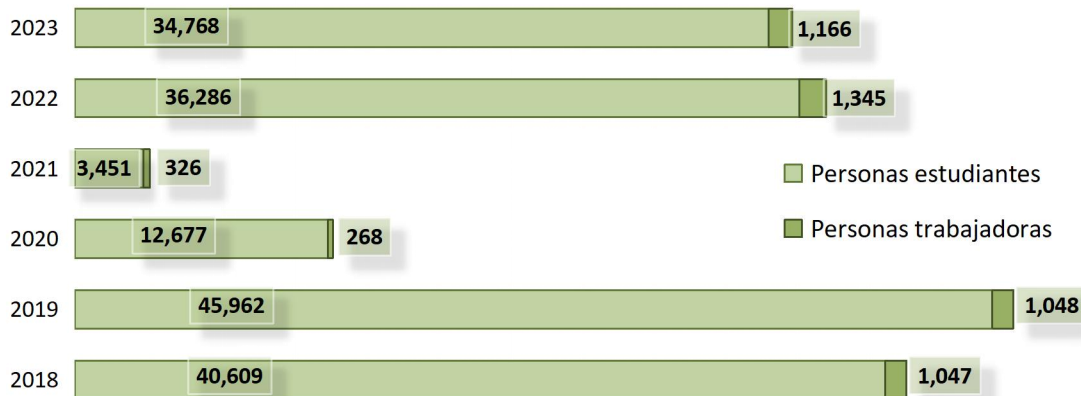 2023 34,768 1,166
2022 36,286 1,345
2021 3,451 326
Personas estudiantes
2020 12,677 268
Personas trabajadoras
2019 45,962 1,048
2018 40,609 1,047